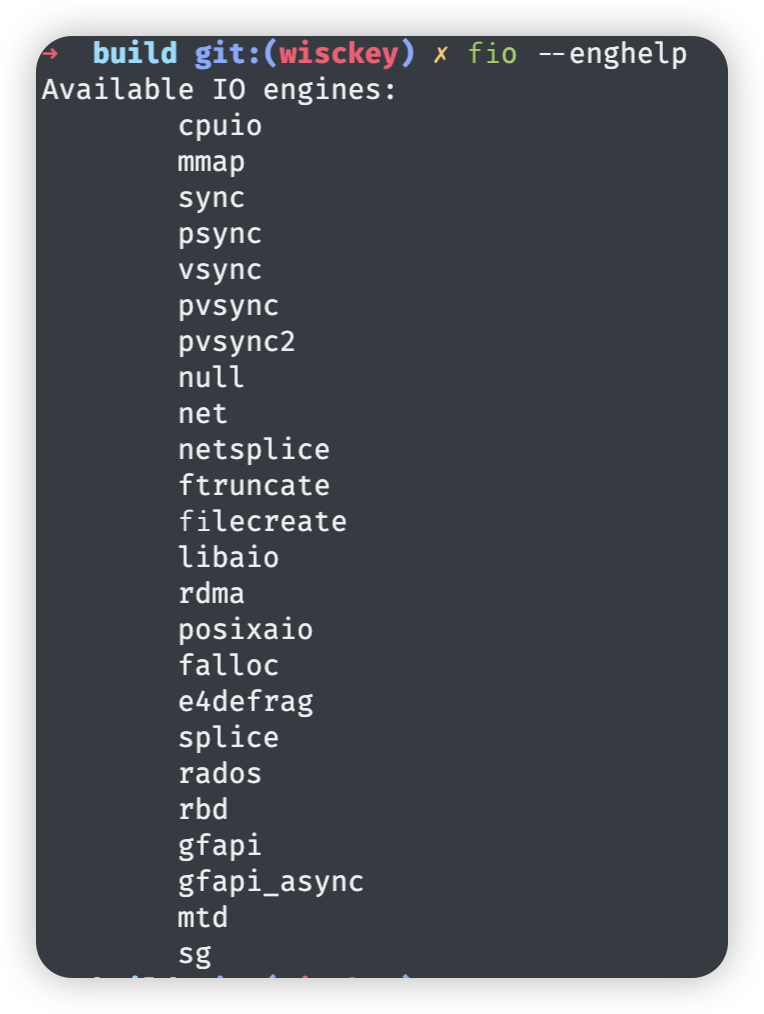 → build git:(wisckey) ✗ fio --enghelp
Available IO engines:
cpuio
mmap
sync
psync
vsync
pvsync
pvsync2
null
net
netsplice
ftruncate
filecreate
libaio
rdma
posixaio
falloc
e4defrag
splice
rados
rbd
gfapi
gfapi_async
mtd
sg